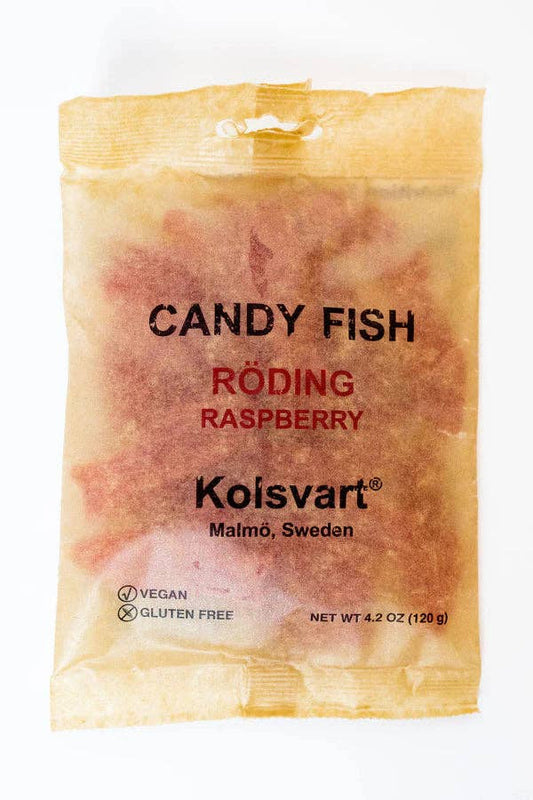 CANDY FISH
RÖDING
RASPBERRY
Kolsvart®
Malmö, Sweden
VEGAN
GLUTEN FREE
NET WT 4.2 OZ (120 g)